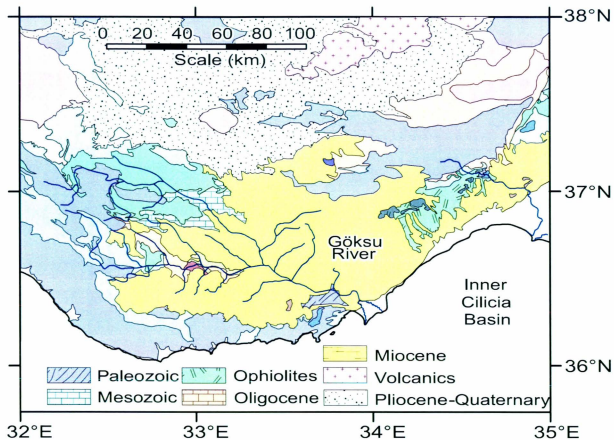 38°N
0 20 40 60 80 100
Scale (km)
37°N
Göksu
River
Inner
Cilicia
Basin
Miocene
36°N
Paleozoic
Ophiolites
Volcanics
Mesozoic
Oligocene
Pliocene-Quaternary
32°E
33°E
34°E
35°E